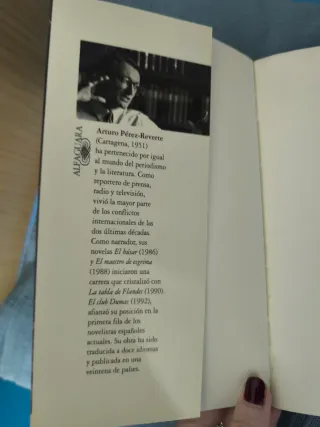 ALFAGUARA
Arturo Pérez-Reverte
(Cartagena, 1951)
ha pertenecido por igual
al mundo del periodismo
y la literatura. Como
reportero de prensa,
radio y televisión,
vivió la mayor parte
de los conflictos
internacionales de las
dos últimas décadas.
Como narrador, sus
novelas El húsar (1986)
y El maestro de esgrima
(1988) iniciaron una
carrera que cristalizó con
La tabla de Flandes (1990).
El club Dumas (1992),
afianzó su posición en la
primera fila de los
novelistas españoles
actuales. Su obra ha sido
traducida a doce idiomas
y publicada en una
veintena de países.